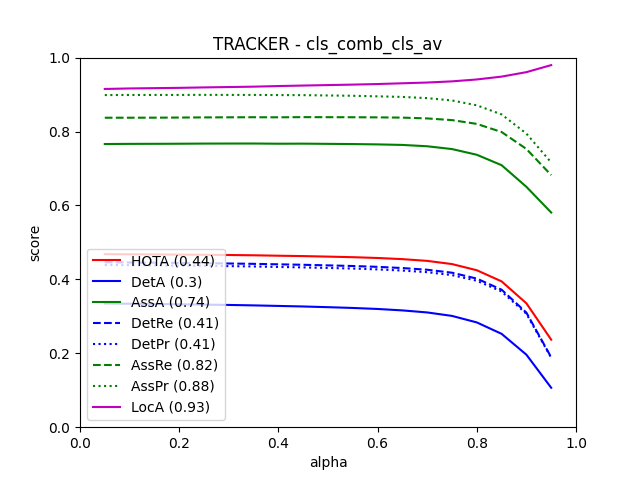 TRACKER - cls_comb_cls_av
1.0
0.8
0.6
0.4
0.2
0.0
score
HOTA (0.44)
DetA (0.3)
AssA (0.74)
DetRe (0.41)
DetPr (0.41)
AssRe (0.82)
AssPr (0.88)
LocA (0.93)
0.0 0.2 0.4 0.6 0.8 1.0
alpha